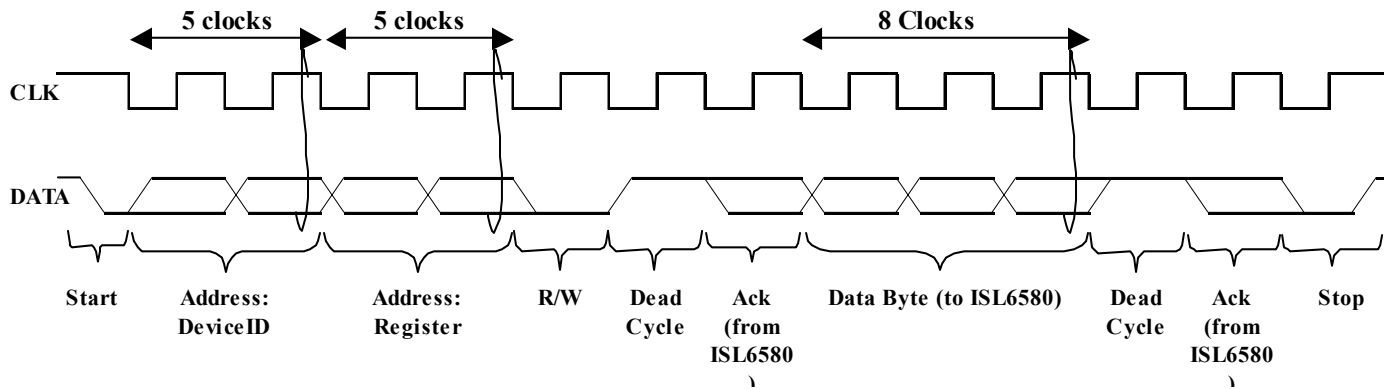 5 clocks 5 clocks 8 Clocks
CLK
DATA
Start Address: Address: R/W Dead Ack Data Byte (to ISL6580) Dead Ack Stop
DeviceID Register Cycle (from Cycle (from
ISL6580 ISL6580
) )